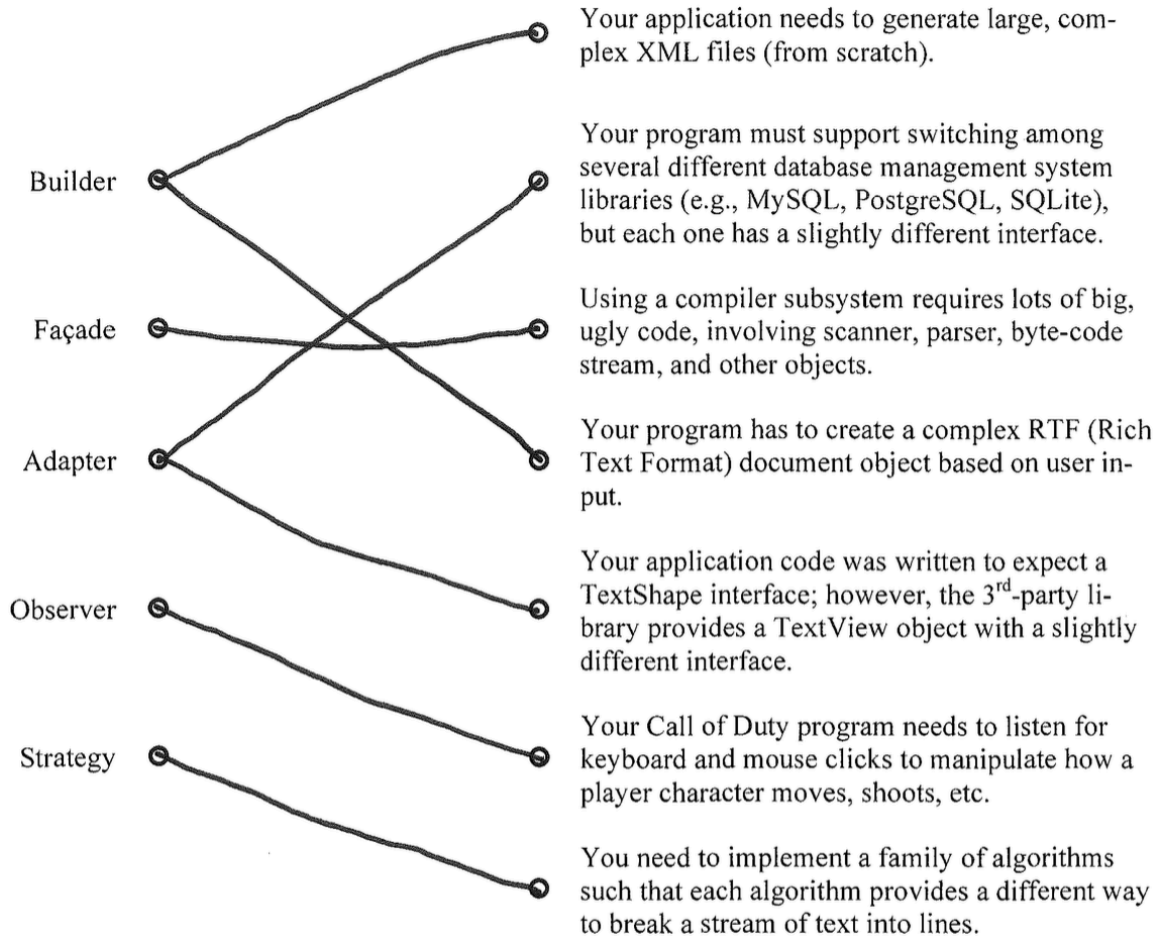 Your application needs to generate large, com-
plex XML files (from scratch).
Builder
Your program must support switching among
several different database management system
libraries (e.g., MySQL, PostgreSQL, SQLite),
but each one has a slightly different interface.
Façade
Using a compiler subsystem requires lots of big,
ugly code, involving scanner, parser, byte-code
stream, and other objects.
Adapter
Your program has to create a complex RTF (Rich
Text Format) document object based on user in-
put.
Observer
Your application code was written to expect a
TextShape interface; however, the 3rd-party li-
brary provides a TextView object with a slightly
different interface.
Strategy
Your Call of Duty program needs to listen for
keyboard and mouse clicks to manipulate how a
player character moves, shoots, etc.
You need to implement a family of algorithms
such that each algorithm provides a different way
to break a stream of text into lines.